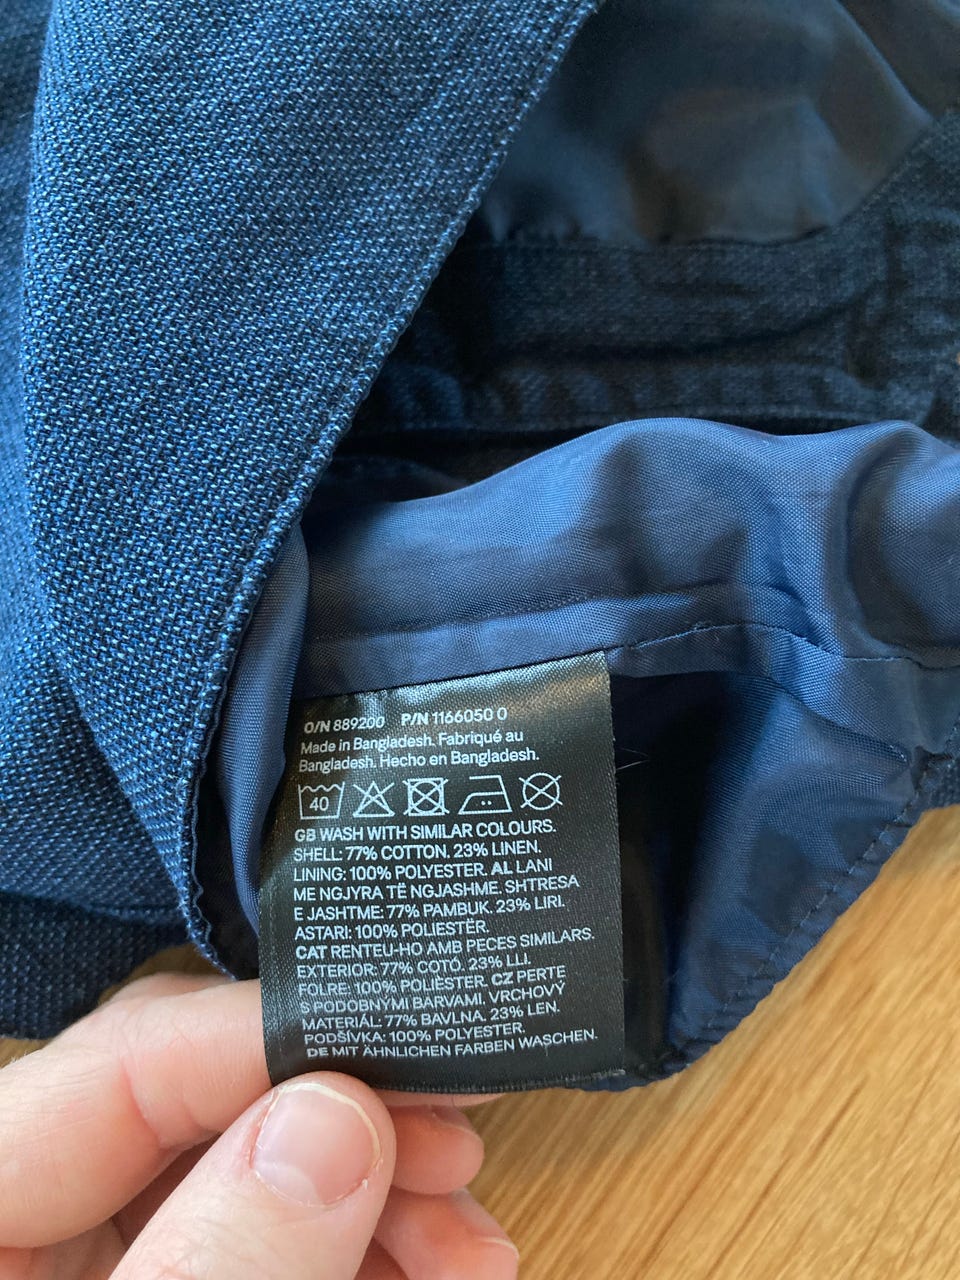 O/N 889200 P/N 1166050 0
Made in Bangladesh. Fabriqué au
Bangladesh. Hecho en Bangladesh.
40
GB WASH WITH SIMILAR COLOURS.
SHELL: 77% COTTON. 23% LINEN.
LINING: 100% POLYESTER. AL LANI
ME NGJYRA TË NGJASHME. SHTRESA
E JASHTME: 77% PAMBUK. 23% LIRI.
ASTARI: 100% POLIESTËR.
CAT RENTEU-HO AMB PECES SIMILARS.
EXTERIOR: 77% COTÓ. 23% LLI.
FOLRE: 100% POLIÈSTER. CZ PERTE
S PODOBNÝMI BARVAMI. VRCHOVÝ
MATERIÁL: 77% BAVLNA. 23% LEN.
PODŠÍVKA: 100% POLYESTER.
DE MIT ÄHNLICHEN FARBEN WASCHEN.